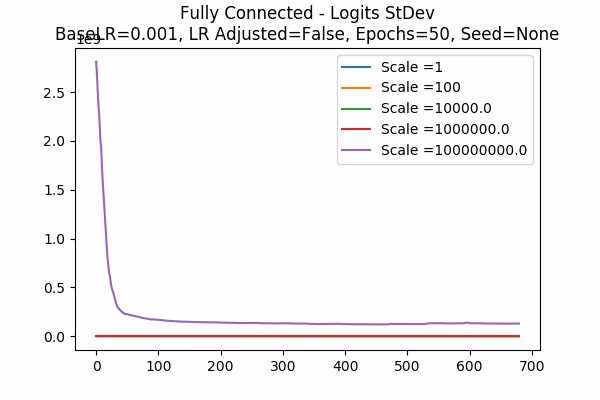 Fully Connected - Logits StDev
BaseLR=0.001, LR Adjusted=False, Epochs=50, Seed=None
1e9
Scale =1
Scale =100
Scale =10000.0
Scale =1000000.0
Scale =100000000.0
2.5
2.0
1.5
1.0
0.5
0.0
0 100 200 300 400 500 600 700